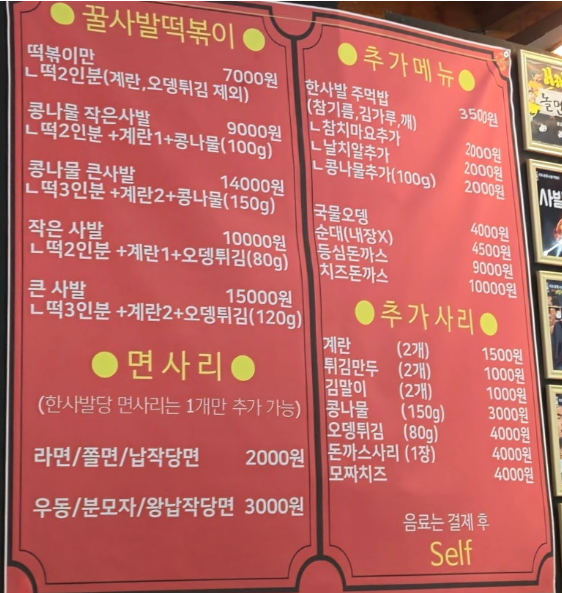 꿀사발떡볶이
떡볶이만 7000원
ㄴ떡2인분(계란,오뎅튀김 제외)
콩나물 작은사발 9000원
ㄴ떡2인분 +계란1+콩나물(100g)
콩나물 큰사발 14000원
ㄴ떡3인분 +계란2+콩나물(150g)
작은 사발 10000원
ㄴ떡2인분 +계란1+오뎅튀김(80g)
큰 사발 15000원
ㄴ떡3인분 +계란2+오뎅튀김(120g)
면사리
(한사발당 면사리는 1개만 추가 가능)
라면/쫄면/납작당면 2000원
우동/분모자/왕납작당면 3000원
추가메뉴
한사발 주먹밥 3500원
(참기름,김가루,깨)
ㄴ참치마요추가 2000원
ㄴ날치알추가 2000원
ㄴ콩나물추가(100g) 2000원
국물오뎅 4000원
순대(내장X) 4500원
등심돈까스 9000원
치즈돈까스 10000원
추가사리
계란 (2개) 1500원
튀김만두 (2개) 1000원
김말이 (2개) 1000원
콩나물 (150g) 3000원
오뎅튀김 (80g) 4000원
돈까스사리 (1장) 4000원
모짜치즈 4000원
음료는 결제 후
Self
사발